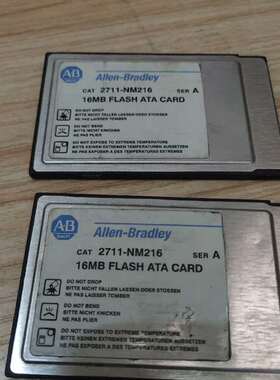 AB
Allen-Bradley
CAT 2711-NM216 SER A
16MB FLASH ATA CARD
DO NOT DROP
BITTE NICHT FALLEN LASSEN ODER STOSSEN
NE PAS LAISSER TOMBER
DO NOT BEND
BITTE NICHT KNICKEN
NE PAS PLIER
DO NOT EXPOSE TO EXTREME TEMPERATURES
BITTE KEINEN EXTREMEN TEMPERATUREN AUSSETZEN
NE PAS EXPOSER A DES TEMPERATURES EXTREMES
AB
Allen-Bradley
CAT 2711-NM216 SER A
16MB FLASH ATA CARD
DO NOT DROP
BITTE NICHT FALLEN LASSEN ODER STOSSEN
NE PAS LAISSER TOMBER
DO NOT BEND
BITTE NICHT KNICKEN
NE PAS PLIER
DO NOT EXPOSE TO EXTREME TEMPERATURES
BITTE KEINEN EXTREMEN TEMPERATUREN AUSSETZEN
NE PAS EXPOSER A DES TEMPERATURES EXTREMES